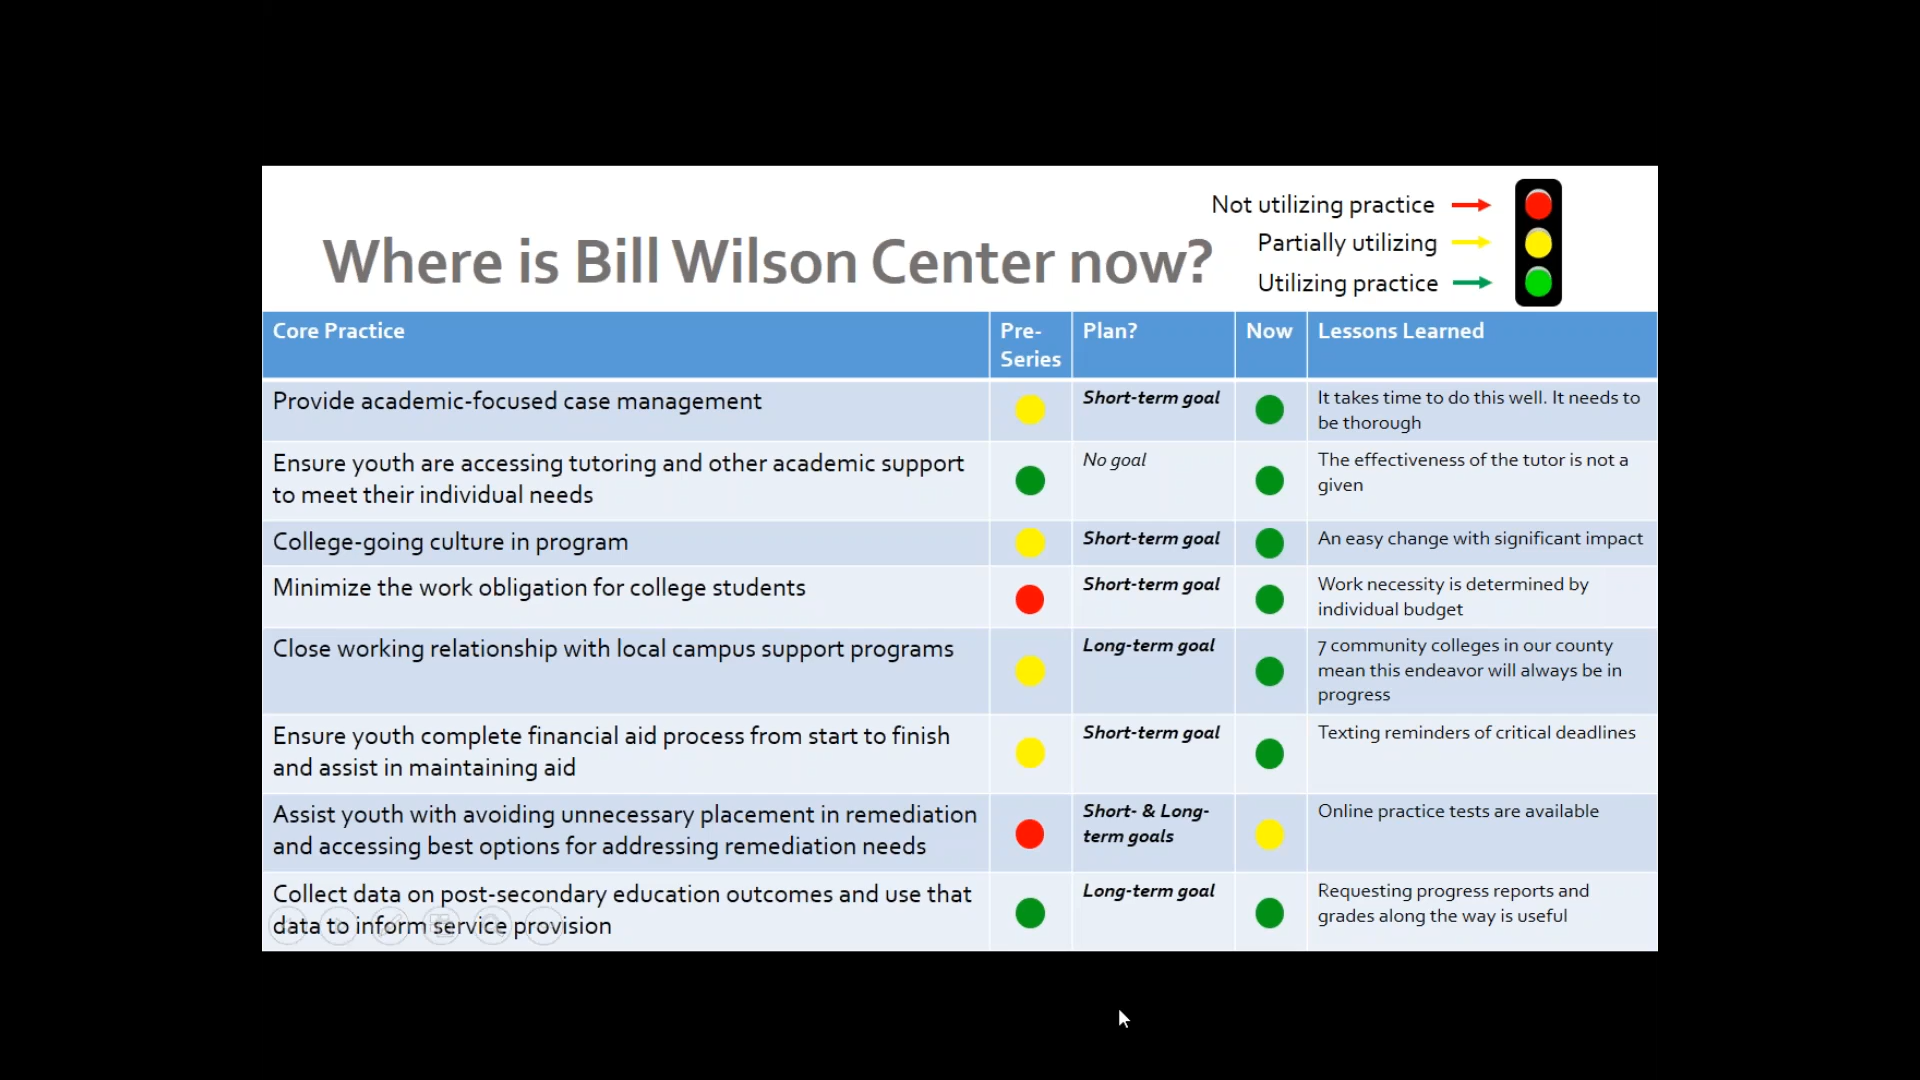 Not utilizing practice
Partially utilizing
Utilizing practice
Where is Bill Wilson Center now?
Core Practice
Pre-
Series
Plan?
Now
Lessons Learned
Provide academic-focused case management
Short-term goal
It takes time to do this well. It needs to
be thorough
Ensure youth are accessing tutoring and other academic support
to meet their individual needs
No goal
The effectiveness of the tutor is not a
given
College-going culture in program
Short-term goal
An easy change with significant impact
Minimize the work obligation for college students
Short-term goal
Work necessity is determined by
individual budget
Close working relationship with local campus support programs
Long-term goal
7 community colleges in our county
mean this endeavor will always be in
progress
Ensure youth complete financial aid process from start to finish
and assist in maintaining aid
Short-term goal
Texting reminders of critical deadlines
Assist youth with avoiding unnecessary placement in remediation
and accessing best options for addressing remediation needs
Short- & Long-
term goals
Online practice tests are available
Collect data on post-secondary education outcomes and use that
data to inform service provision
Long-term goal
Requesting progress reports and
grades along the way is useful